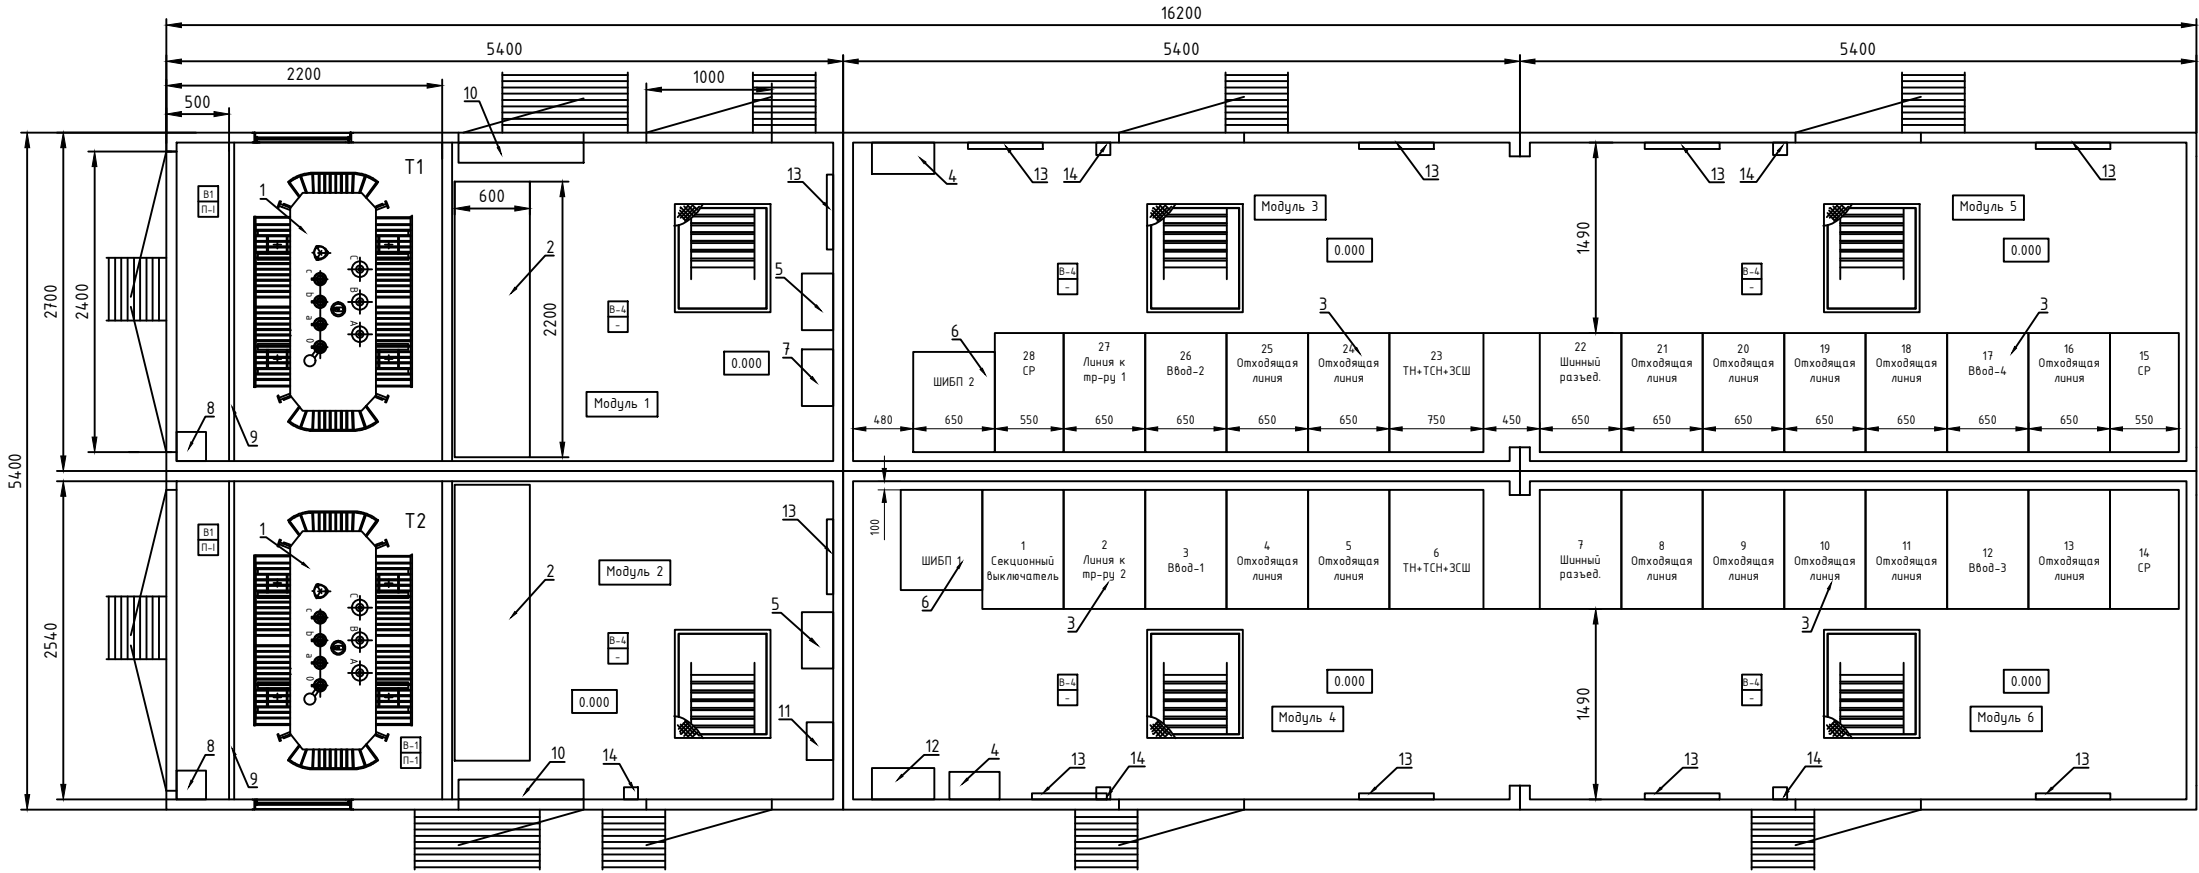 16200
5400
5400
5400
2200
1000
500
10
T1
1
В1
П-I
600
2
13
5
7
2200
В-4
-
0.000
Модуль 1
8
9
2400
2700
5400
4
13
14
13
Модуль 3
0.000
В-4
-
3
6
1490
13
14
13
Модуль 5
0.000
В-4
-
3
C
B
A
c
b
a
0
ШИБП 2
28
СР
27
Линия к
тр-ру 1
26
Ввод-2
25
Отходящая
линия
24
Отходящая
линия
23
ТН+ТСН+ЗСШ
22
Шинный
разъед.
21
Отходящая
линия
20
Отходящая
линия
19
Отходящая
линия
18
Отходящая
линия
17
Ввод-4
16
Отходящая
линия
15
СР
480
650
550
650
650
650
650
750
450
650
650
650
650
650
650
650
550
100
T2
1
В1
П-I
2
13
5
11
Модуль 2
В-4
-
0.000
10
14
8
9
В-1
П-1
2540
C
B
A
c
b
a
0
ШИБП 1
1
Секционный
выключатель
2
Линия к
тр-ру 2
3
Ввод-1
4
Отходящая
линия
5
Отходящая
линия
6
ТН+ТСН+ЗСШ
7
Шинный
разъед.
8
Отходящая
линия
9
Отходящая
линия
10
Отходящая
линия
11
Отходящая
линия
12
Ввод-3
13
Отходящая
линия
14
СР
6
3
3
В-4
-
0.000
Модуль 4
1490
В-4
-
0.000
Модуль 6
12
4
13
14
13
13
14
13